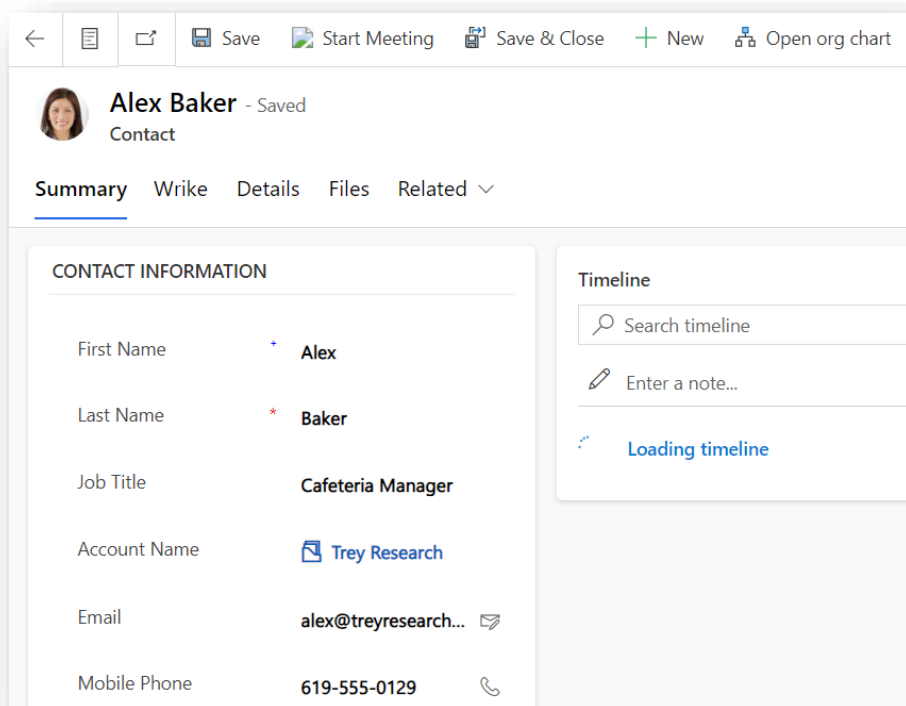 Save Start Meeting Save & Close New Open org chart
Alex Baker - Saved
Contact
Summary Wrike Details Files Related
CONTACT INFORMATION
First Name + Alex
Last Name * Baker
Job Title Cafeteria Manager
Account Name Trey Research
Email alex@treyresearch...
Mobile Phone 619-555-0129
Timeline
Search timeline
Enter a note...
Loading timeline